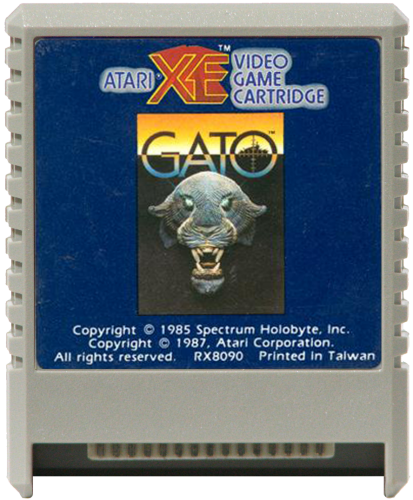 ATARI XE™ VIDEO
GAME
CARTRIDGE
GATO™
Copyright © 1985 Spectrum Holobyte, Inc.
Copyright © 1987, Atari Corporation.
All rights reserved. RX8090 Printed in Taiwan